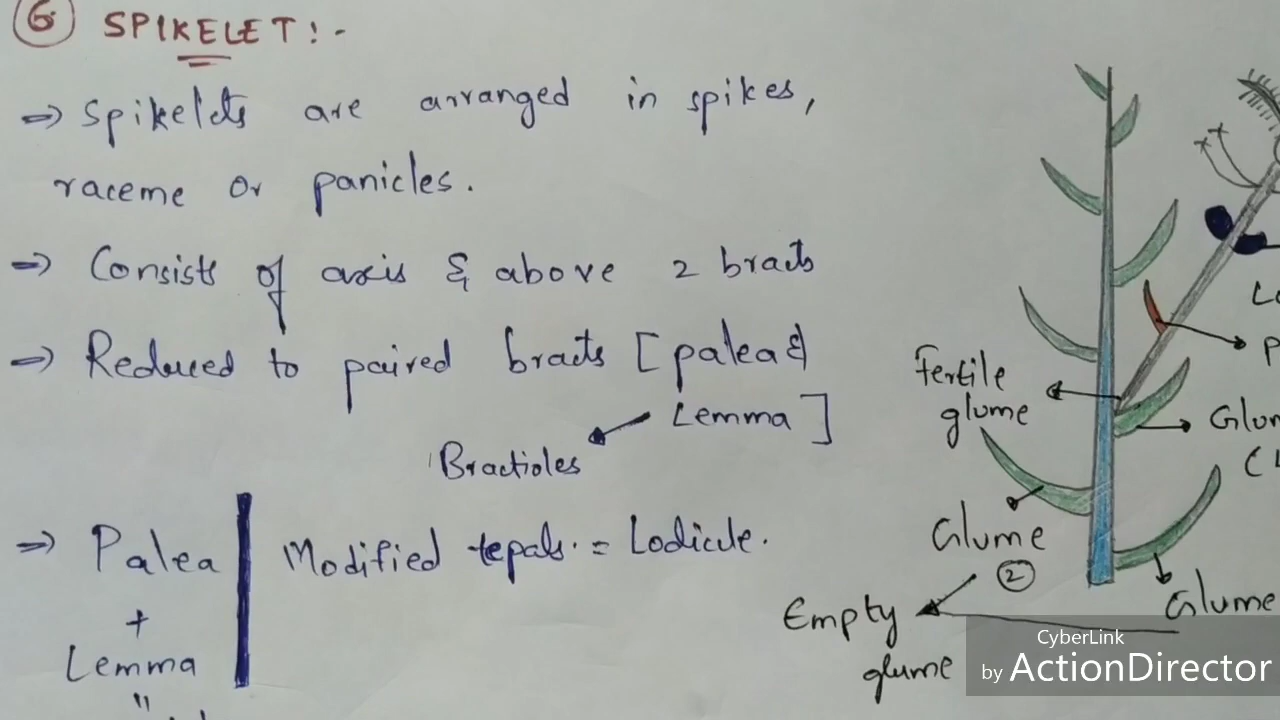 6 SPIKELET:-
⇒ Spikelets are arranged in spikes,
raceme or panicles.
⇒ Consists of axis & above 2 bracts
⇒ Reduced to paired bracts [palea &
Lemma]
Bractioles
⇒ Palea
+
Lemma
"
Modified tepals. = Lodicule.
Fertile
glume
Glume
2
Empty
glume
Glum
Glume
CyberLink
by ActionDirector